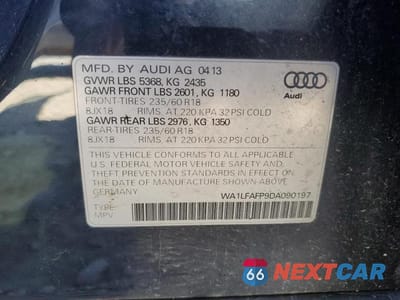 MFD. BY AUDI AG 04 13
GVWR LBS 5368, KG 2435
GAWR FRONT LBS 2601, KG 1180
FRONT-TIRES 235/60 R18
8JX18 RIMS, AT 220 KPA 32 PSI COLD
GAWR REAR LBS 2976, KG 1350
REAR-TIRES 235/60 R18
8JX18 RIMS, AT 220 KPA 32 PSI COLD
Audi
THIS VEHICLE CONFORMS TO ALL APPLICABLE
U.S. FEDERAL MOTOR VEHICLE SAFETY AND
THEFT PREVENTION STANDARDS IN EFFECT
ON THE DATE OF MANUFACTURE SHOWN ABOVE.
GERMANY
WA1LFAFP9DA090197
TYPE:
MPV
66 NEXTCAR